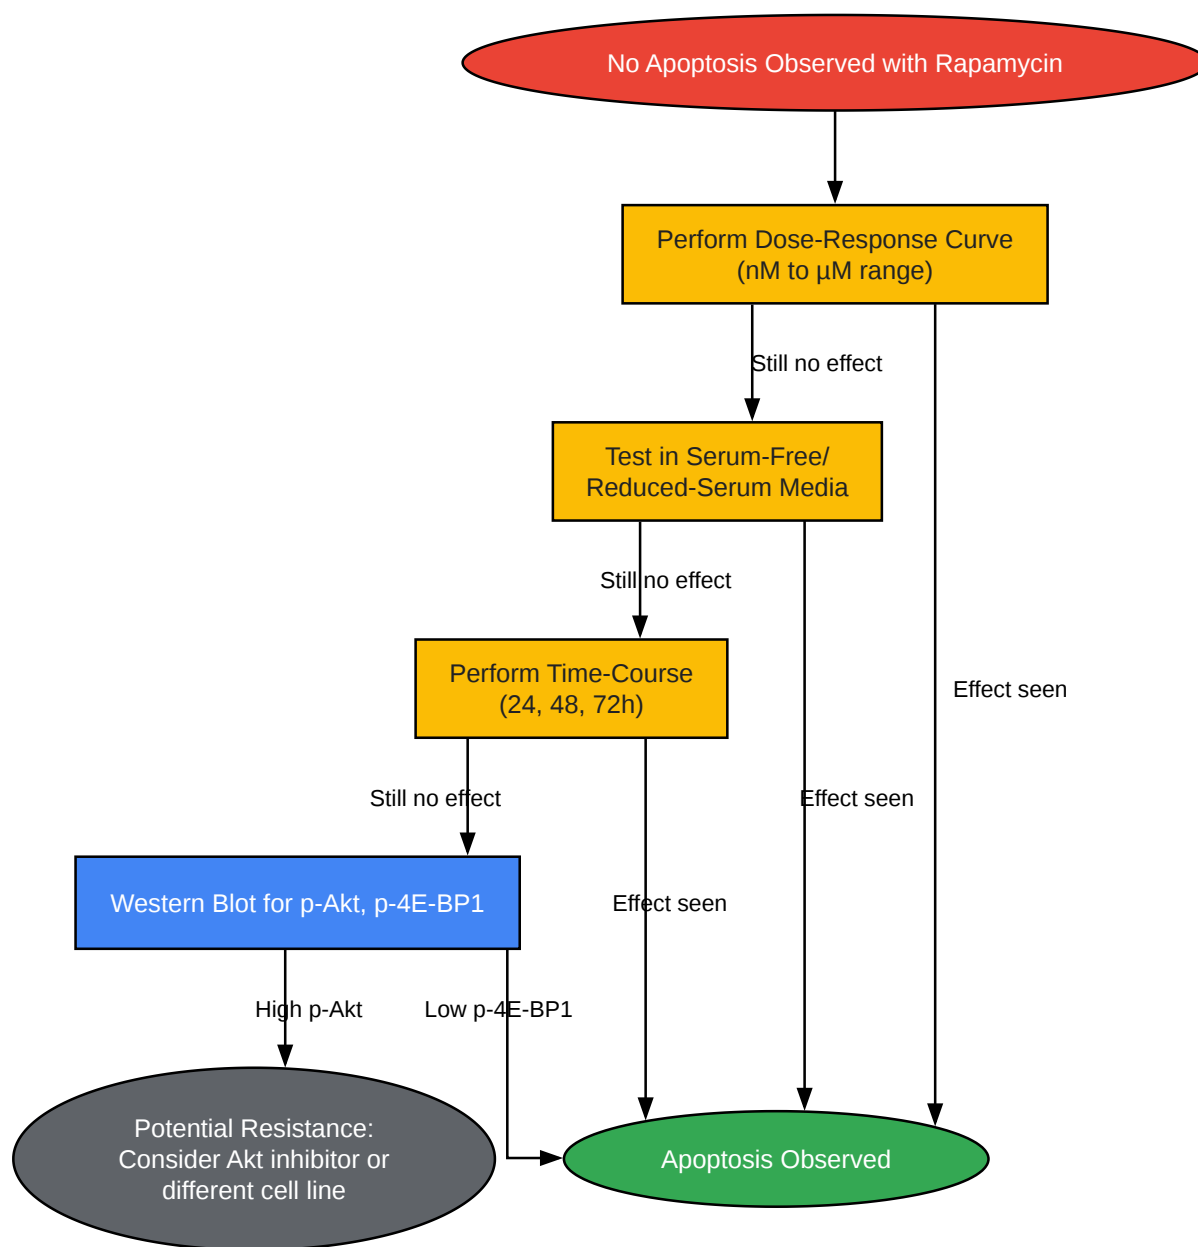 No Apoptosis Observed with Rapamycin
Perform Dose-Response Curve
(nM to µM range)
Still no effect
Test in Serum-Free/
Reduced-Serum Media
Still no effect
Perform Time-Course
(24, 48, 72h)
Effect seen
Still no effect
Effect seen
Western Blot for p-Akt, p-4E-BP1
Effect seen
High p-Akt
Low p-4E-BP1
Potential Resistance:
Consider Akt inhibitor or
different cell line
Apoptosis Observed